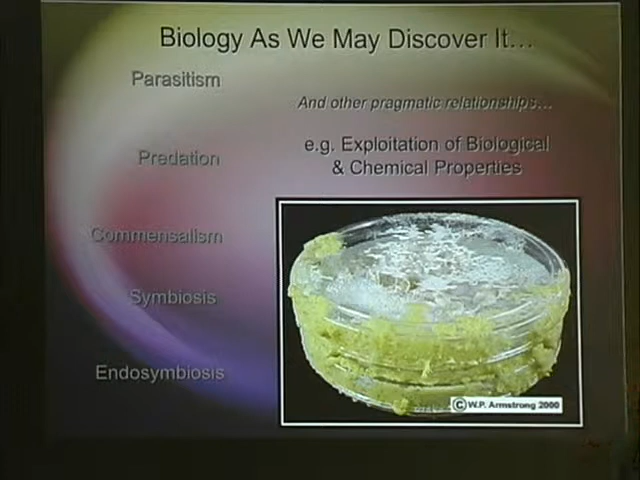 Biology As We May Discover It...
Parasitism
And other pragmatic relationships...
e.g. Exploitation of Biological
& Chemical Properties
Predation
Commensalism
Symbiosis
Endosymbiosis
© W.P. Armstrong 2000